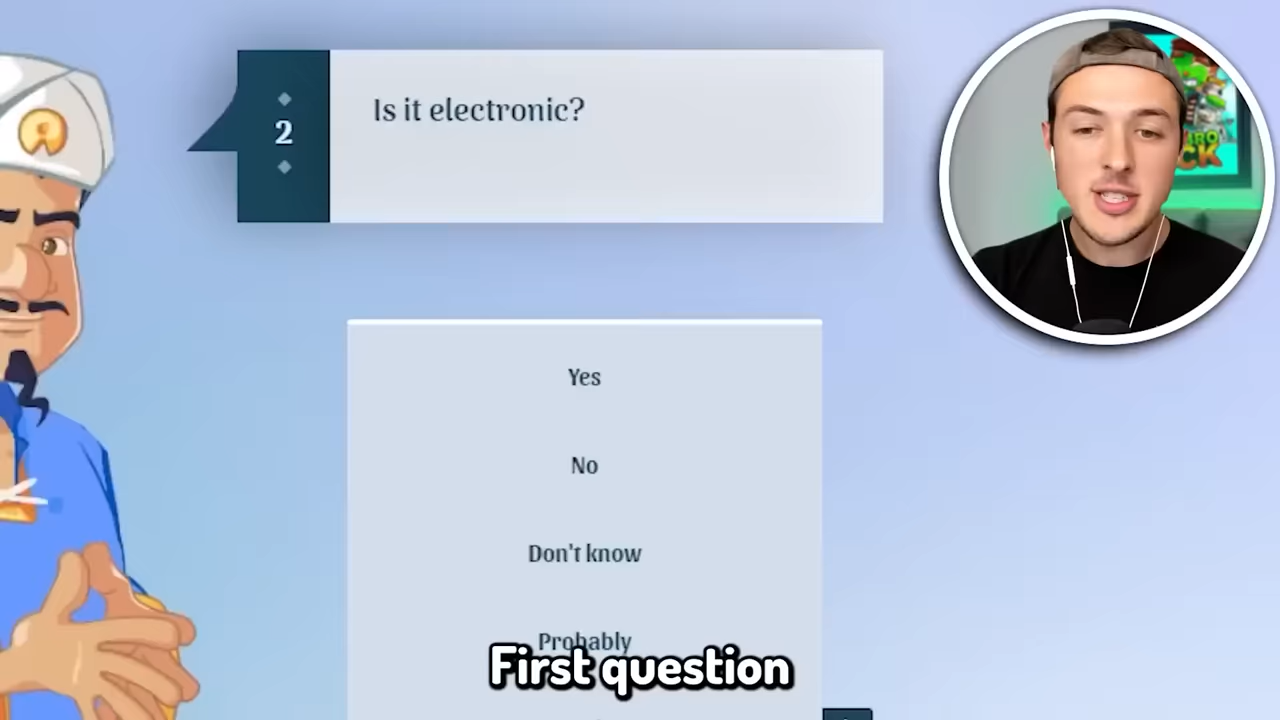 2
Is it electronic?
Yes
No
Don't know
Probably
First question